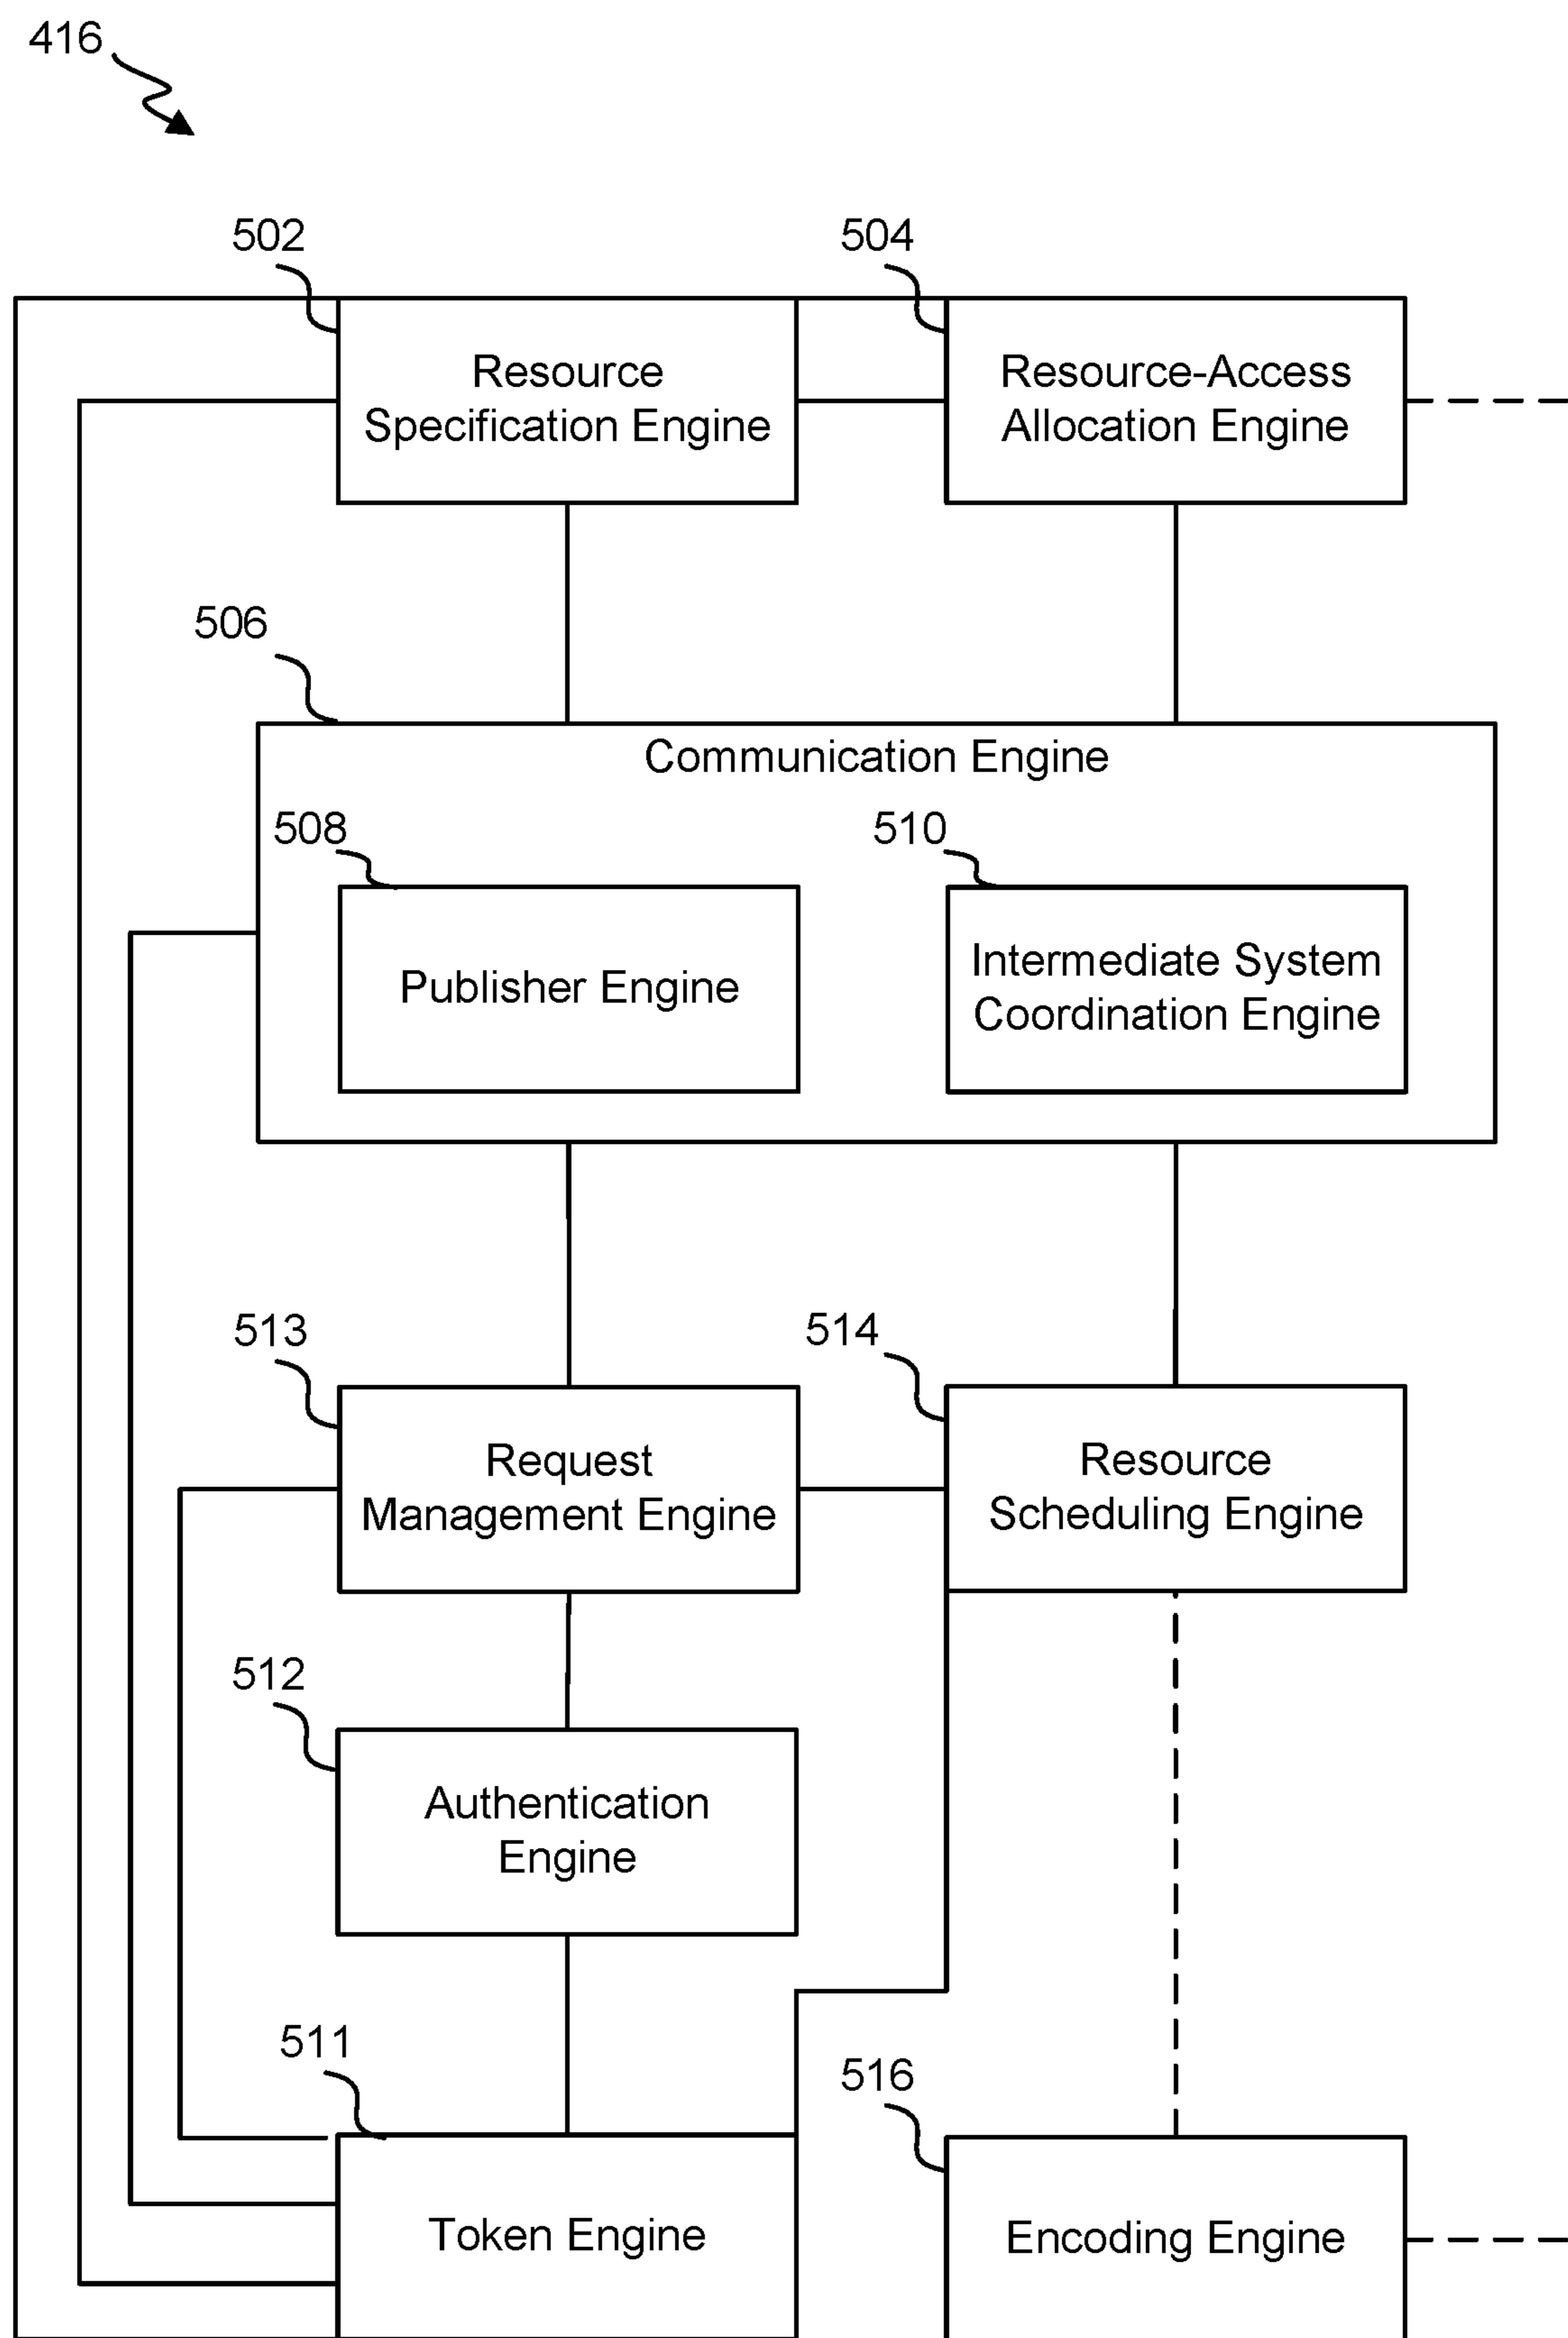 416
502
504
Resource
Specification Engine
Resource-Access
Allocation Engine
506
Communication Engine
508
510
Publisher Engine
Intermediate System
Coordination Engine
513
514
Request
Management Engine
Resource
Scheduling Engine
512
Authentication
Engine
511
516
Token Engine
Encoding Engine